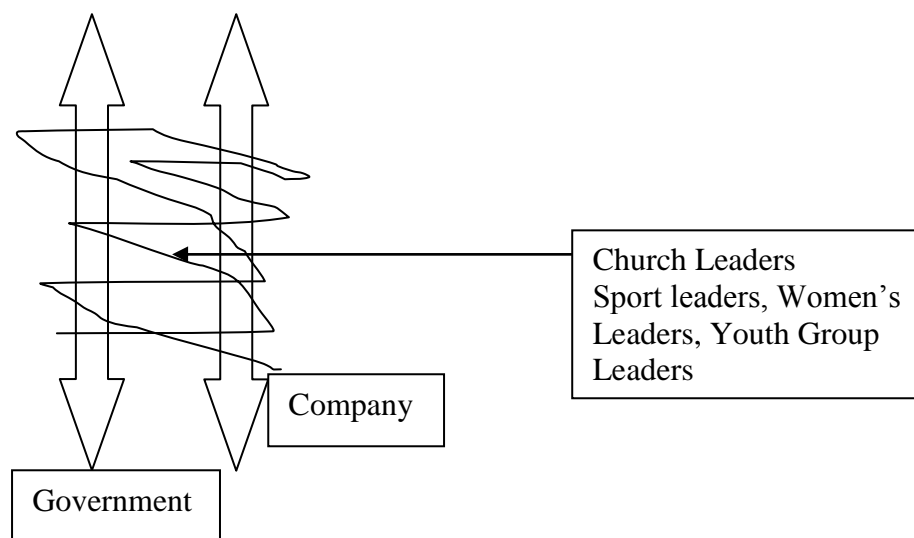 Church Leaders
Sport leaders, Women’s
Leaders, Youth Group
Leaders
Company
Government